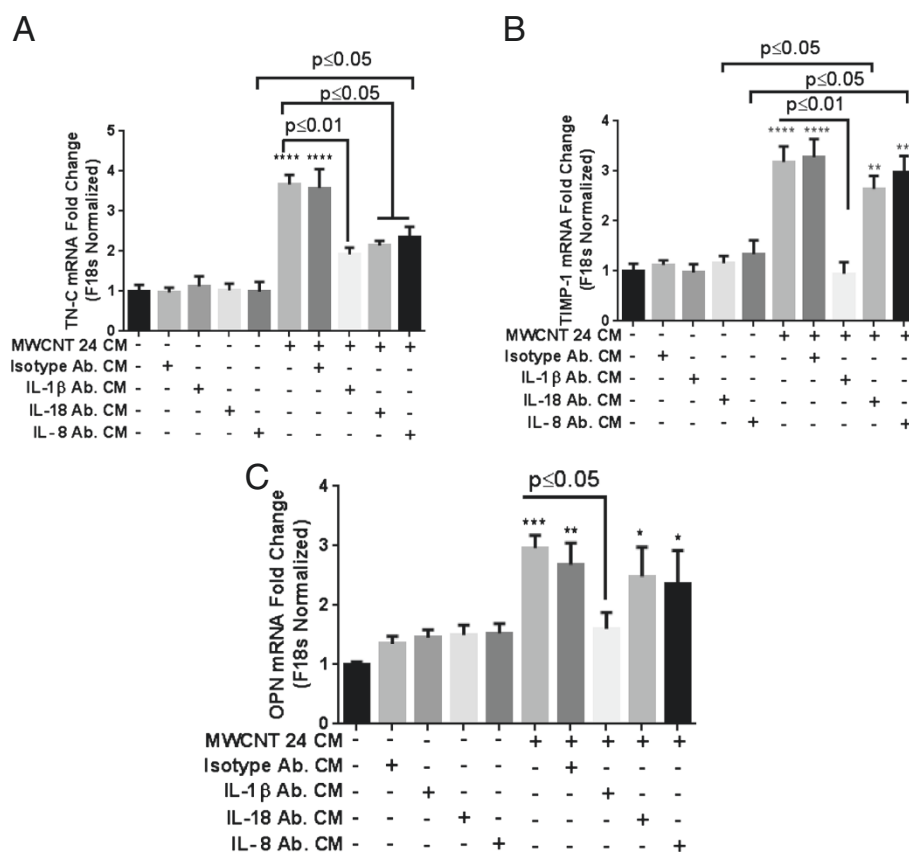 A
p≤0.05
p≤0.05
p≤0.01
TN-C mRNA Fold Change
(F18s Normalized)
5
4
3
2
1
0
**** ****
MWCNT 24 CM - - - - - + + + + +
Isotype Ab. CM - + - - - - + - - -
IL-1β Ab. CM - - + - - - - + - -
IL-18 Ab. CM - - - + - - - - + -
IL-8 Ab. CM - - - - + - - - - +
B
p≤0.05
p≤0.05
p≤0.01
TIMP-1 mRNA Fold Change
(F18s Normalized)
4
3
2
1
0
**** **** ** **
MWCNT 24 CM - - - - - + + + + +
Isotype Ab. CM - + - - - - + - - -
IL-1β Ab. CM - - + - - - - + - -
IL-18 Ab. CM - - - + - - - - + -
IL- 8 Ab. CM - - - - + - - - - +
C
p≤0.05
OPN mRNA Fold Change
(F18s Normalized)
4
3
2
1
0
*** ** * *
MWCNT 24 CM - - - - - + + + + +
Isotype Ab. CM - + - - - - + - - -
IL-1β Ab. CM - - + - - - - + - -
IL-18 Ab. CM - - - + - - - - + -
IL- 8 Ab. CM - - - - + - - - - +